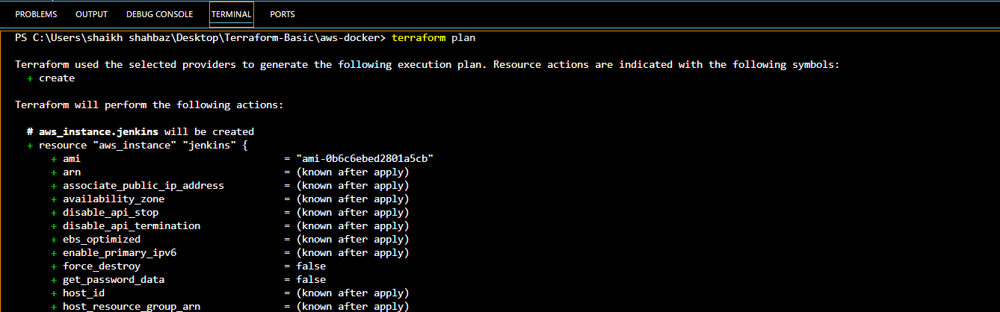 PROBLEMS OUTPUT DEBUG CONSOLE TERMINAL PORTS
PS C:\Users\shaikh shahbaz\Desktop\Terraform-Basic\aws-docker> terraform plan
Terraform used the selected providers to generate the following execution plan. Resource actions are indicated with the following symbols:
+ create
Terraform will perform the following actions:
# aws_instance.jenkins will be created
+ resource "aws_instance" "jenkins" {
+ ami = "ami-0b6c6ebed2801a5cb"
+ arn = (known after apply)
+ associate_public_ip_address = (known after apply)
+ availability_zone = (known after apply)
+ disable_api_stop = (known after apply)
+ disable_api_termination = (known after apply)
+ ebs_optimized = (known after apply)
+ enable_primary_ipv6 = (known after apply)
+ force_destroy = false
+ get_password_data = false
+ host_id = (known after apply)
+ host_resource_group_arn = (known after apply)